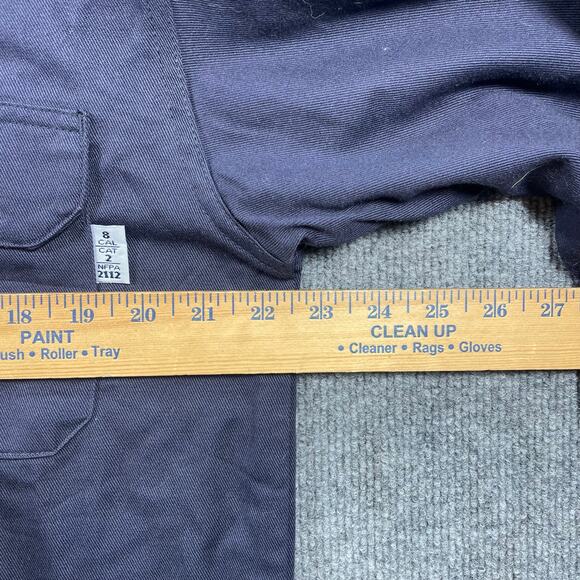 8
CAL
CAT
2
NFPA
2112
18 19 20 21 22 23 24 25 26 27
PAINT CLEAN UP
ush • Roller • Tray • Cleaner • Rags • Gloves